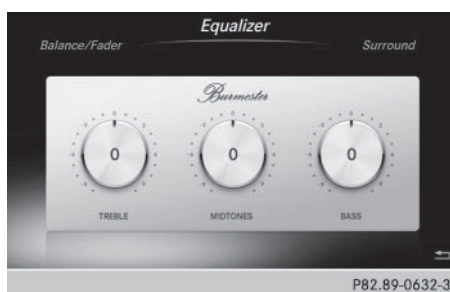 Equalizer
Balance/Fader Surround
Burmester
0 0 0
TREBLE MIDTONES BASS
P82.89-0632-3